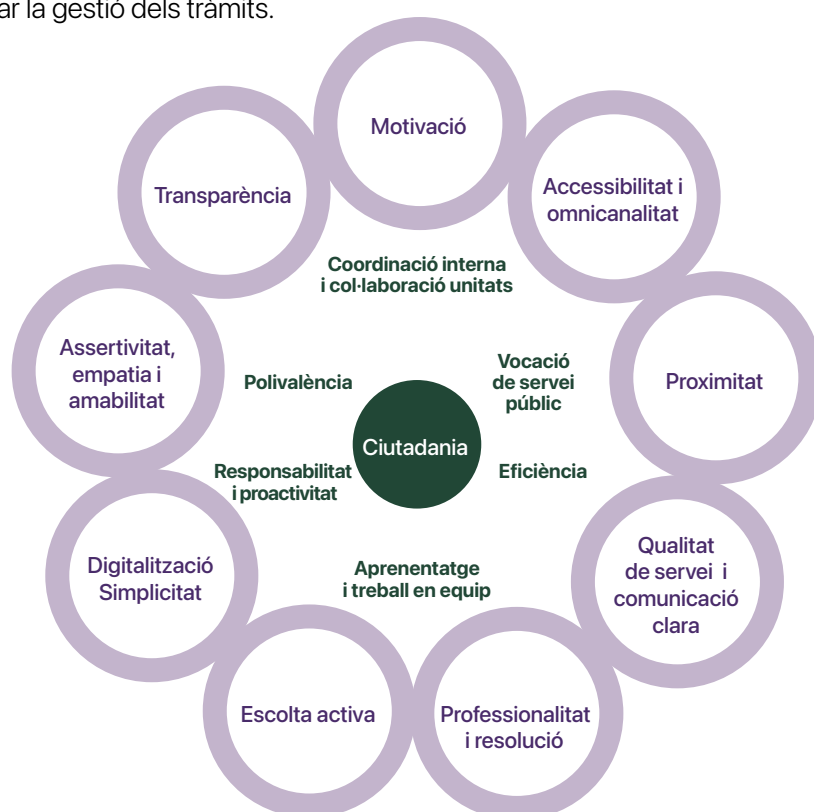 ar la gestió dels tràmits.
Motivació
Transparència
Accessibilitat i
omnicanalitat
Coordinació interna
i col·laboració unitats
Assertivitat,
empatia i
amabilitat
Polivalència
Vocació
de servei
públic
Proximitat
Ciutadania
Responsabilitat
i proactivitat
Eficiència
Digitalització
Simplicitat
Aprenentatge
i treball en equip
Qualitat
de servei i
comunicació
clara
Escolta activa
Professionalitat
i resolució